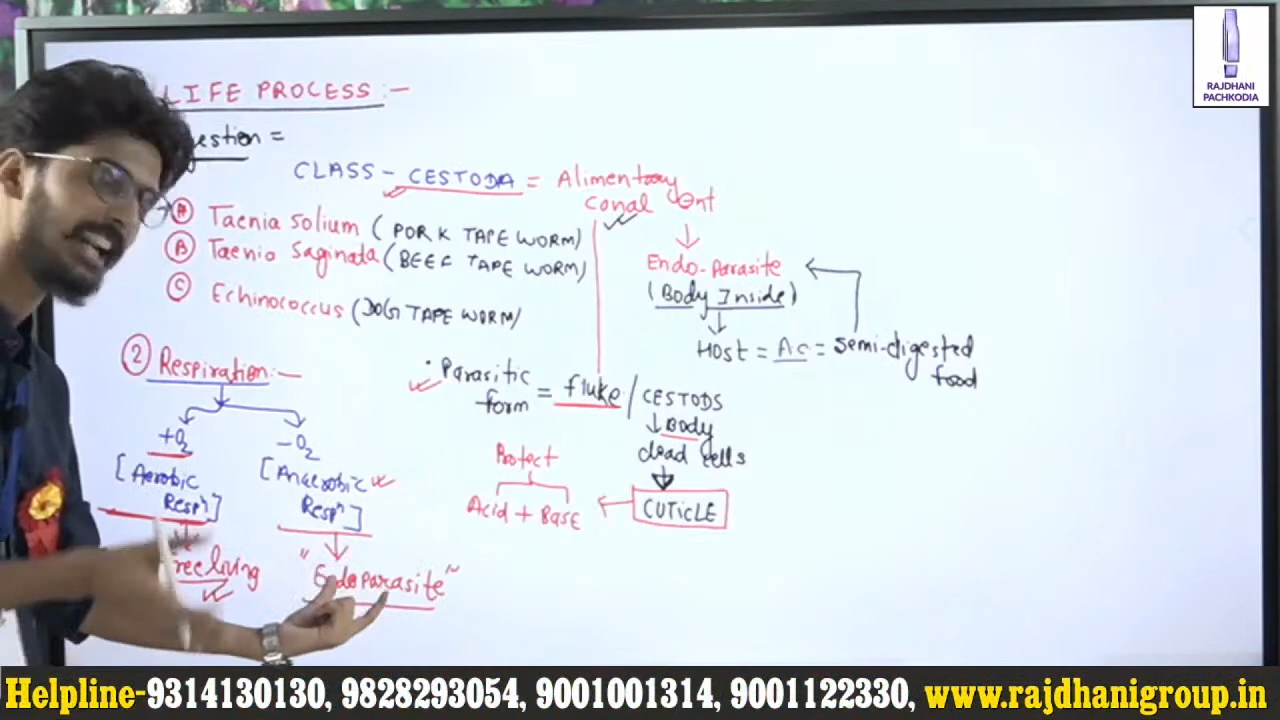 LIFE PROCESS :-
estion =
CLASS - CESTODA = Alimentary
canal
(A) Taenia solium ( PORK TAPE WORM)
(B) Taenia Saginata (BEEF TAPE WORM)
(C) Echinococcus (DOG TAPE WORM)
Endo-Parasite
(Body Inside)
Host = Ac = semi-digested
food
(2) Respiration :-
+O2
-O2
[Aerobic
Respn]
[Anaerobic
Respn]
free living
"Endoparasite"
• Parasitic
form = fluke / CESTODS
Body
dead cells
CUTICLE
Protect
Acid + Base
RAJDHANI
PACHKODIA
Helpline-9314130130, 9828293054, 9001001314, 9001122330, www.rajdhanigroup.in